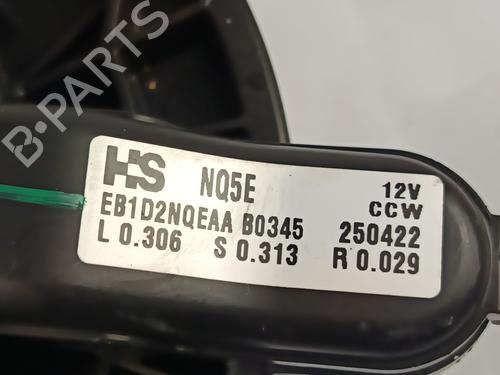 B-PARTS
HS NQ5E 12V
CCW
EB1D2NQEAA B0345 250422
L 0.306 S 0.313 R 0.029